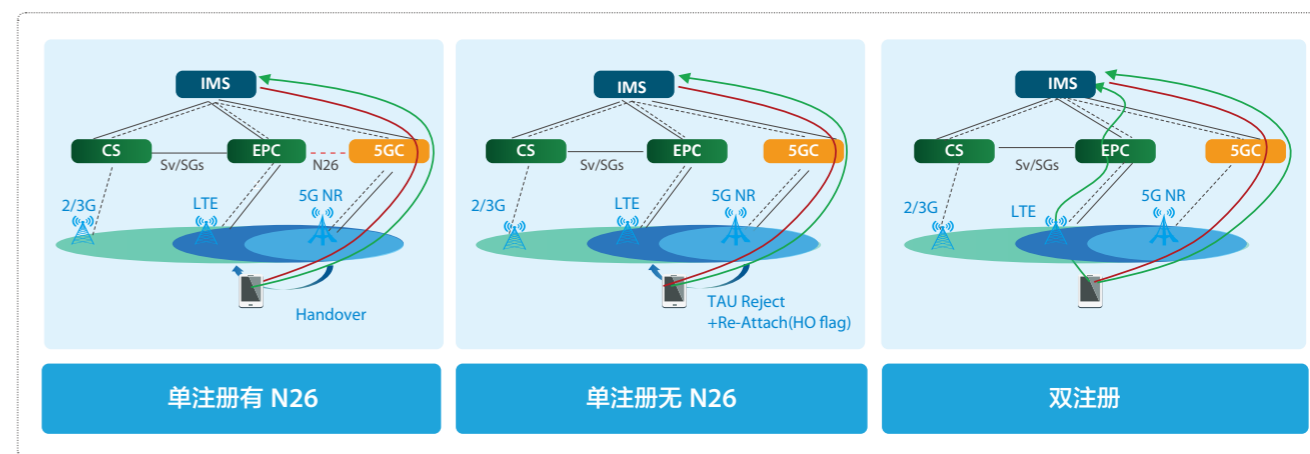 IMS
CS
EPC
5GC
Sv/SGs
N26
2/3G
LTE
5G NR
Handover
单注册有 N26
IMS
CS
EPC
5GC
Sv/SGs
2/3G
LTE
5G NR
TAU Reject
+Re-Attach(HO flag)
单注册无 N26
IMS
CS
EPC
5GC
Sv/SGs
2/3G
LTE
5G NR
双注册